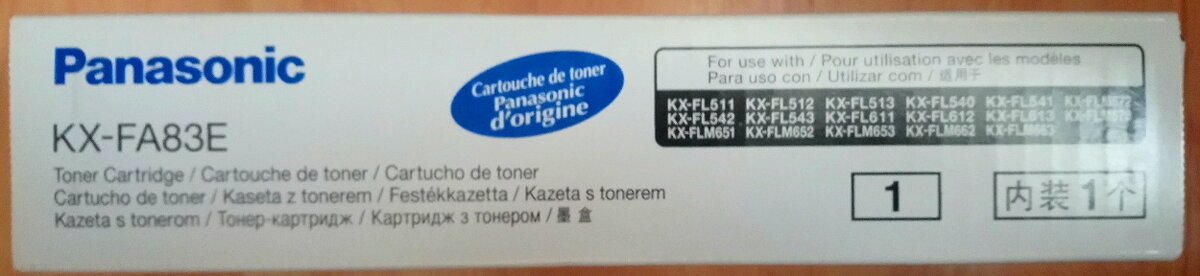 Panasonic
KX-FA83E
Toner Cartridge / Cartouche de toner / Cartucho de toner
Cartucho de toner / Kaseta z tonerem / Festékkazetta / Kazeta s tonerem
Kazeta s tonerom / Тонер-картридж / Картридж з тонером / 墨盒
Cartouche de toner
Panasonic
d'origine
For use with / Pour utilisation avec les modèles
Para uso con / Utilizar com / 适用于
KX-FL511 KX-FL512 KX-FL513 KX-FL540 KX-FL541
KX-FL542 KX-FL543 KX-FL611 KX-FL612 KX-FL613
KX-FLM651 KX-FLM652 KX-FLM653 KX-FLM662 KX-FLM663
1
内装1个